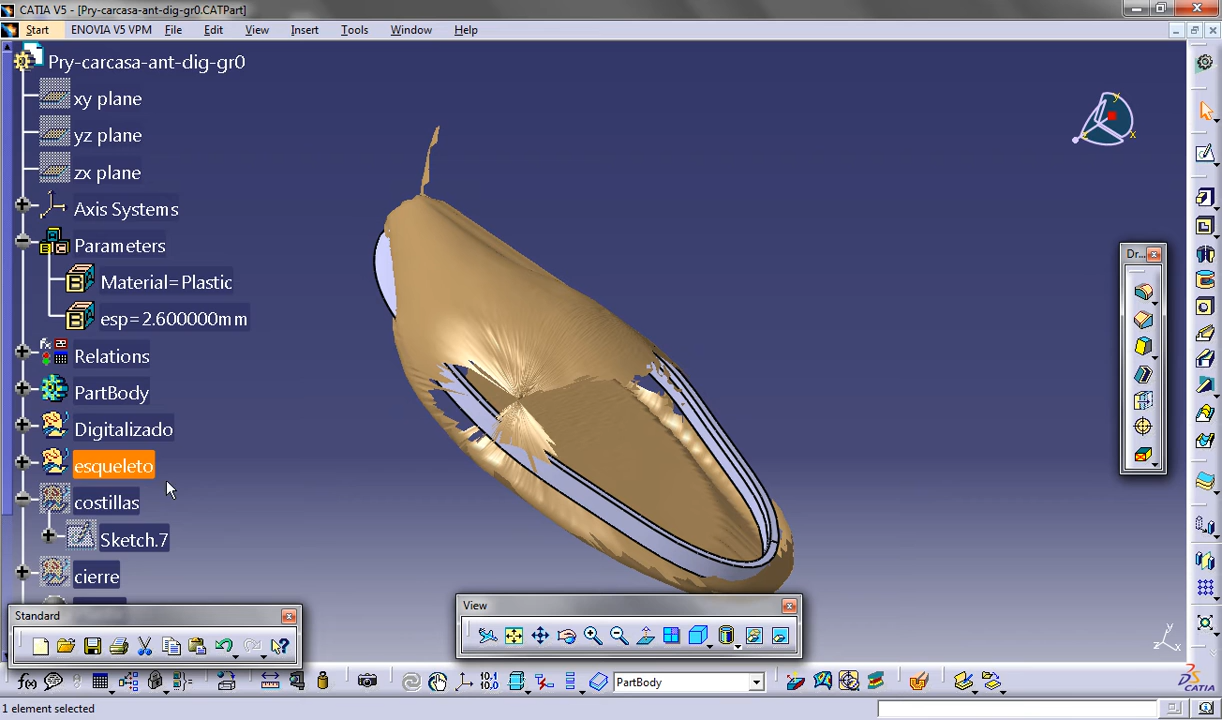 CATIA V5 - [Pry-carcasa-ant-dig-gr0.CATPart]
Start ENOVIA V5 VPM File Edit View Insert Tools Window Help
Pry-carcasa-ant-dig-gr0
xy plane
yz plane
zx plane
Axis Systems
Parameters
Material=Plastic
esp=2.600000mm
Relations
PartBody
Digitalizado
esqueleto
costillas
Sketch.7
cierre
Dr...
Standard
View
PartBody
1 element selected